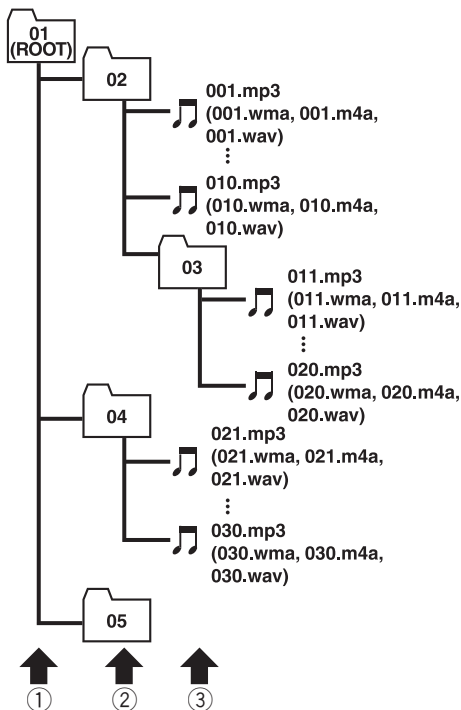 01
(ROOT)
02
001.mp3
(001.wma, 001.m4a,
001.wav)
010.mp3
(010.wma, 010.m4a,
010.wav)
03
011.mp3
(011.wma, 011.m4a,
011.wav)
020.mp3
(020.wma, 020.m4a,
020.wav)
04
021.mp3
(021.wma, 021.m4a,
021.wav)
030.mp3
(030.wma, 030.m4a,
030.wav)
05
① ② ③